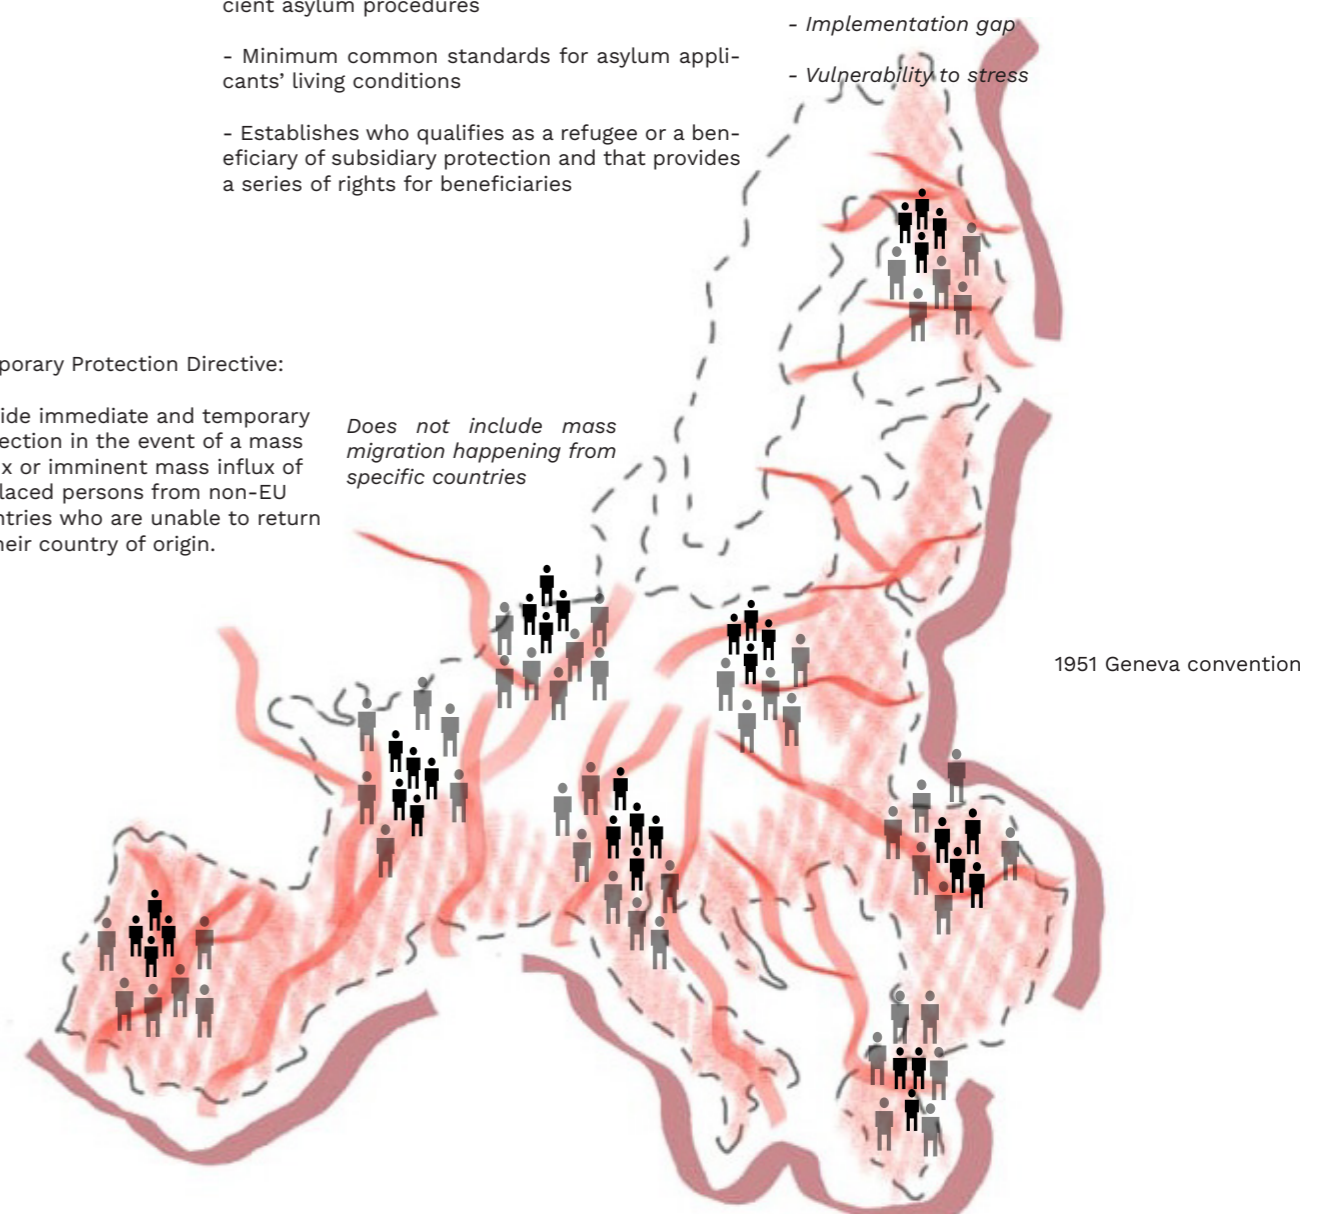 cient asylum procedures
- Minimum common standards for asylum appli-
cants’ living conditions
- Establishes who qualifies as a refugee or a ben-
eficiary of subsidiary protection and that provides
a series of rights for beneficiaries
- Implementation gap
- Vulnerability to stress
porary Protection Directive:
ide immediate and temporary
ection in the event of a mass
x or imminent mass influx of
laced persons from non-EU
ntries who are unable to return
heir country of origin.
Does not include mass
migration happening from
specific countries
1951 Geneva convention